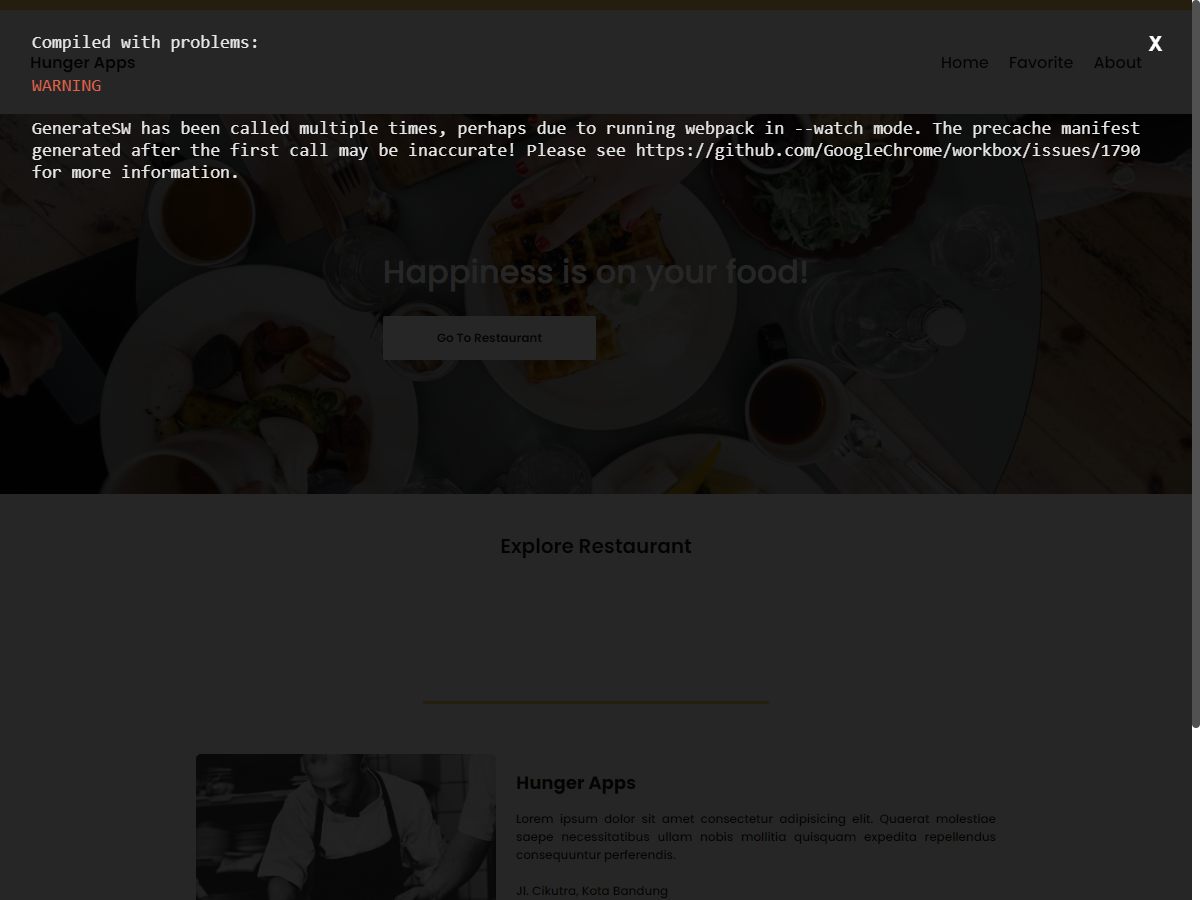 Compiled with problems:
X
Hunger Apps
Home Favorite About
WARNING
GenerateSW has been called multiple times, perhaps due to running webpack in --watch mode. The precache manifest
generated after the first call may be inaccurate! Please see https://github.com/GoogleChrome/workbox/issues/1790
for more information.
Happiness is on your food!
Go To Restaurant
Explore Restaurant
Hunger Apps
Lorem ipsum dolor sit amet consectetur adipisicing elit. Quaerat molestiae
saepe necessitatibus ullam nobis mollitia quisquam expedita repellendus
consequuntur perferendis.
Jl. Cikutra, Kota Bandung